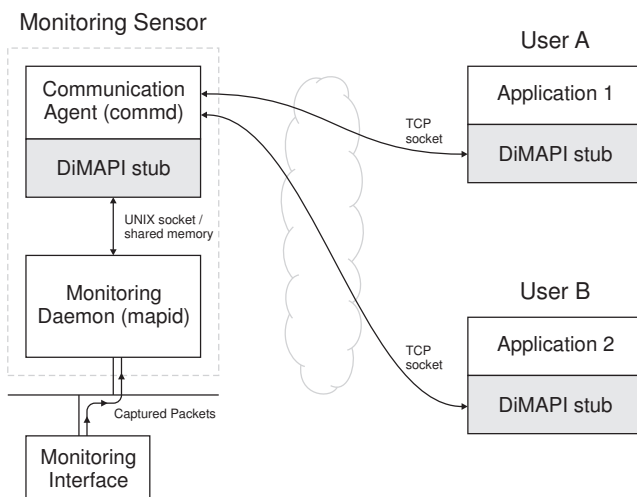 Monitoring Sensor
Communication
Agent (commd)
DiMAPI stub
UNIX socket /
shared memory
Monitoring
Daemon (mapid)
Captured Packets
Monitoring
Interface
TCP
socket
TCP
socket
User A
Application 1
DiMAPI stub
User B
Application 2
DiMAPI stub